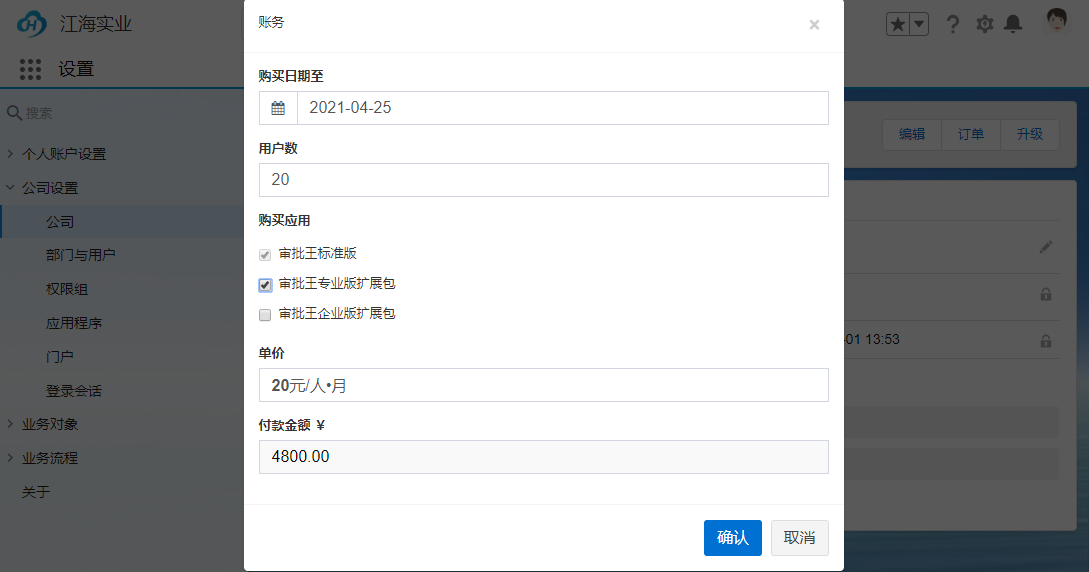 江海实业
设置
搜索
个人账户设置
公司设置
公司
部门与用户
权限组
应用程序
门户
登录会话
业务对象
业务流程
关于
账务
×
购买日期至
2021-04-25
用户数
20
购买应用
审批王标准版
审批王专业版扩展包
审批王企业版扩展包
单价
20元/人•月
付款金额 ¥
4800.00
确认
取消
?
编辑
订单
升级
-01 13:53